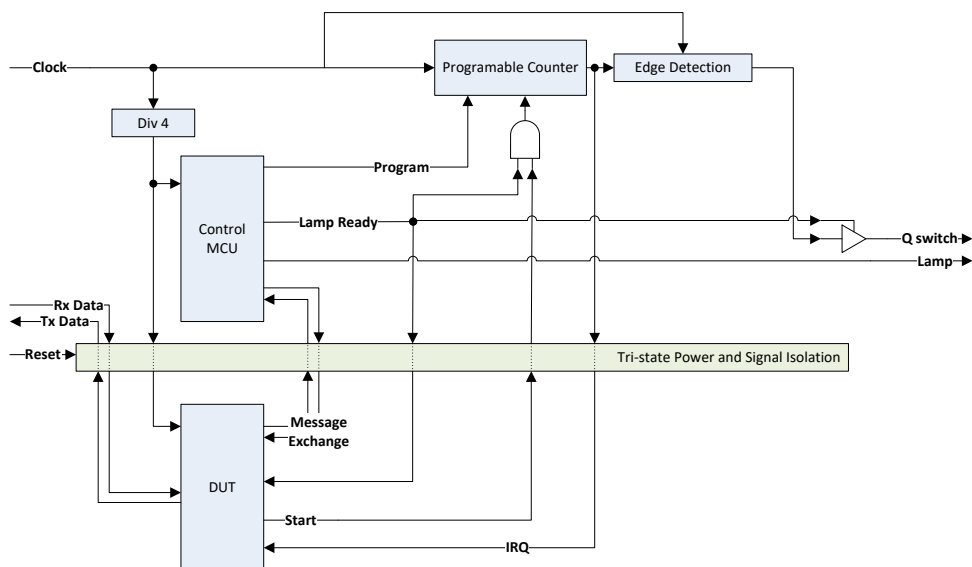 Clock
Programable Counter
Edge Detection
Div 4
Program
Control
MCU
Lamp Ready
Q switch
Lamp
Rx Data
Tx Data
Reset
Tri-state Power and Signal Isolation
Message
Exchange
DUT
Start
IRQ